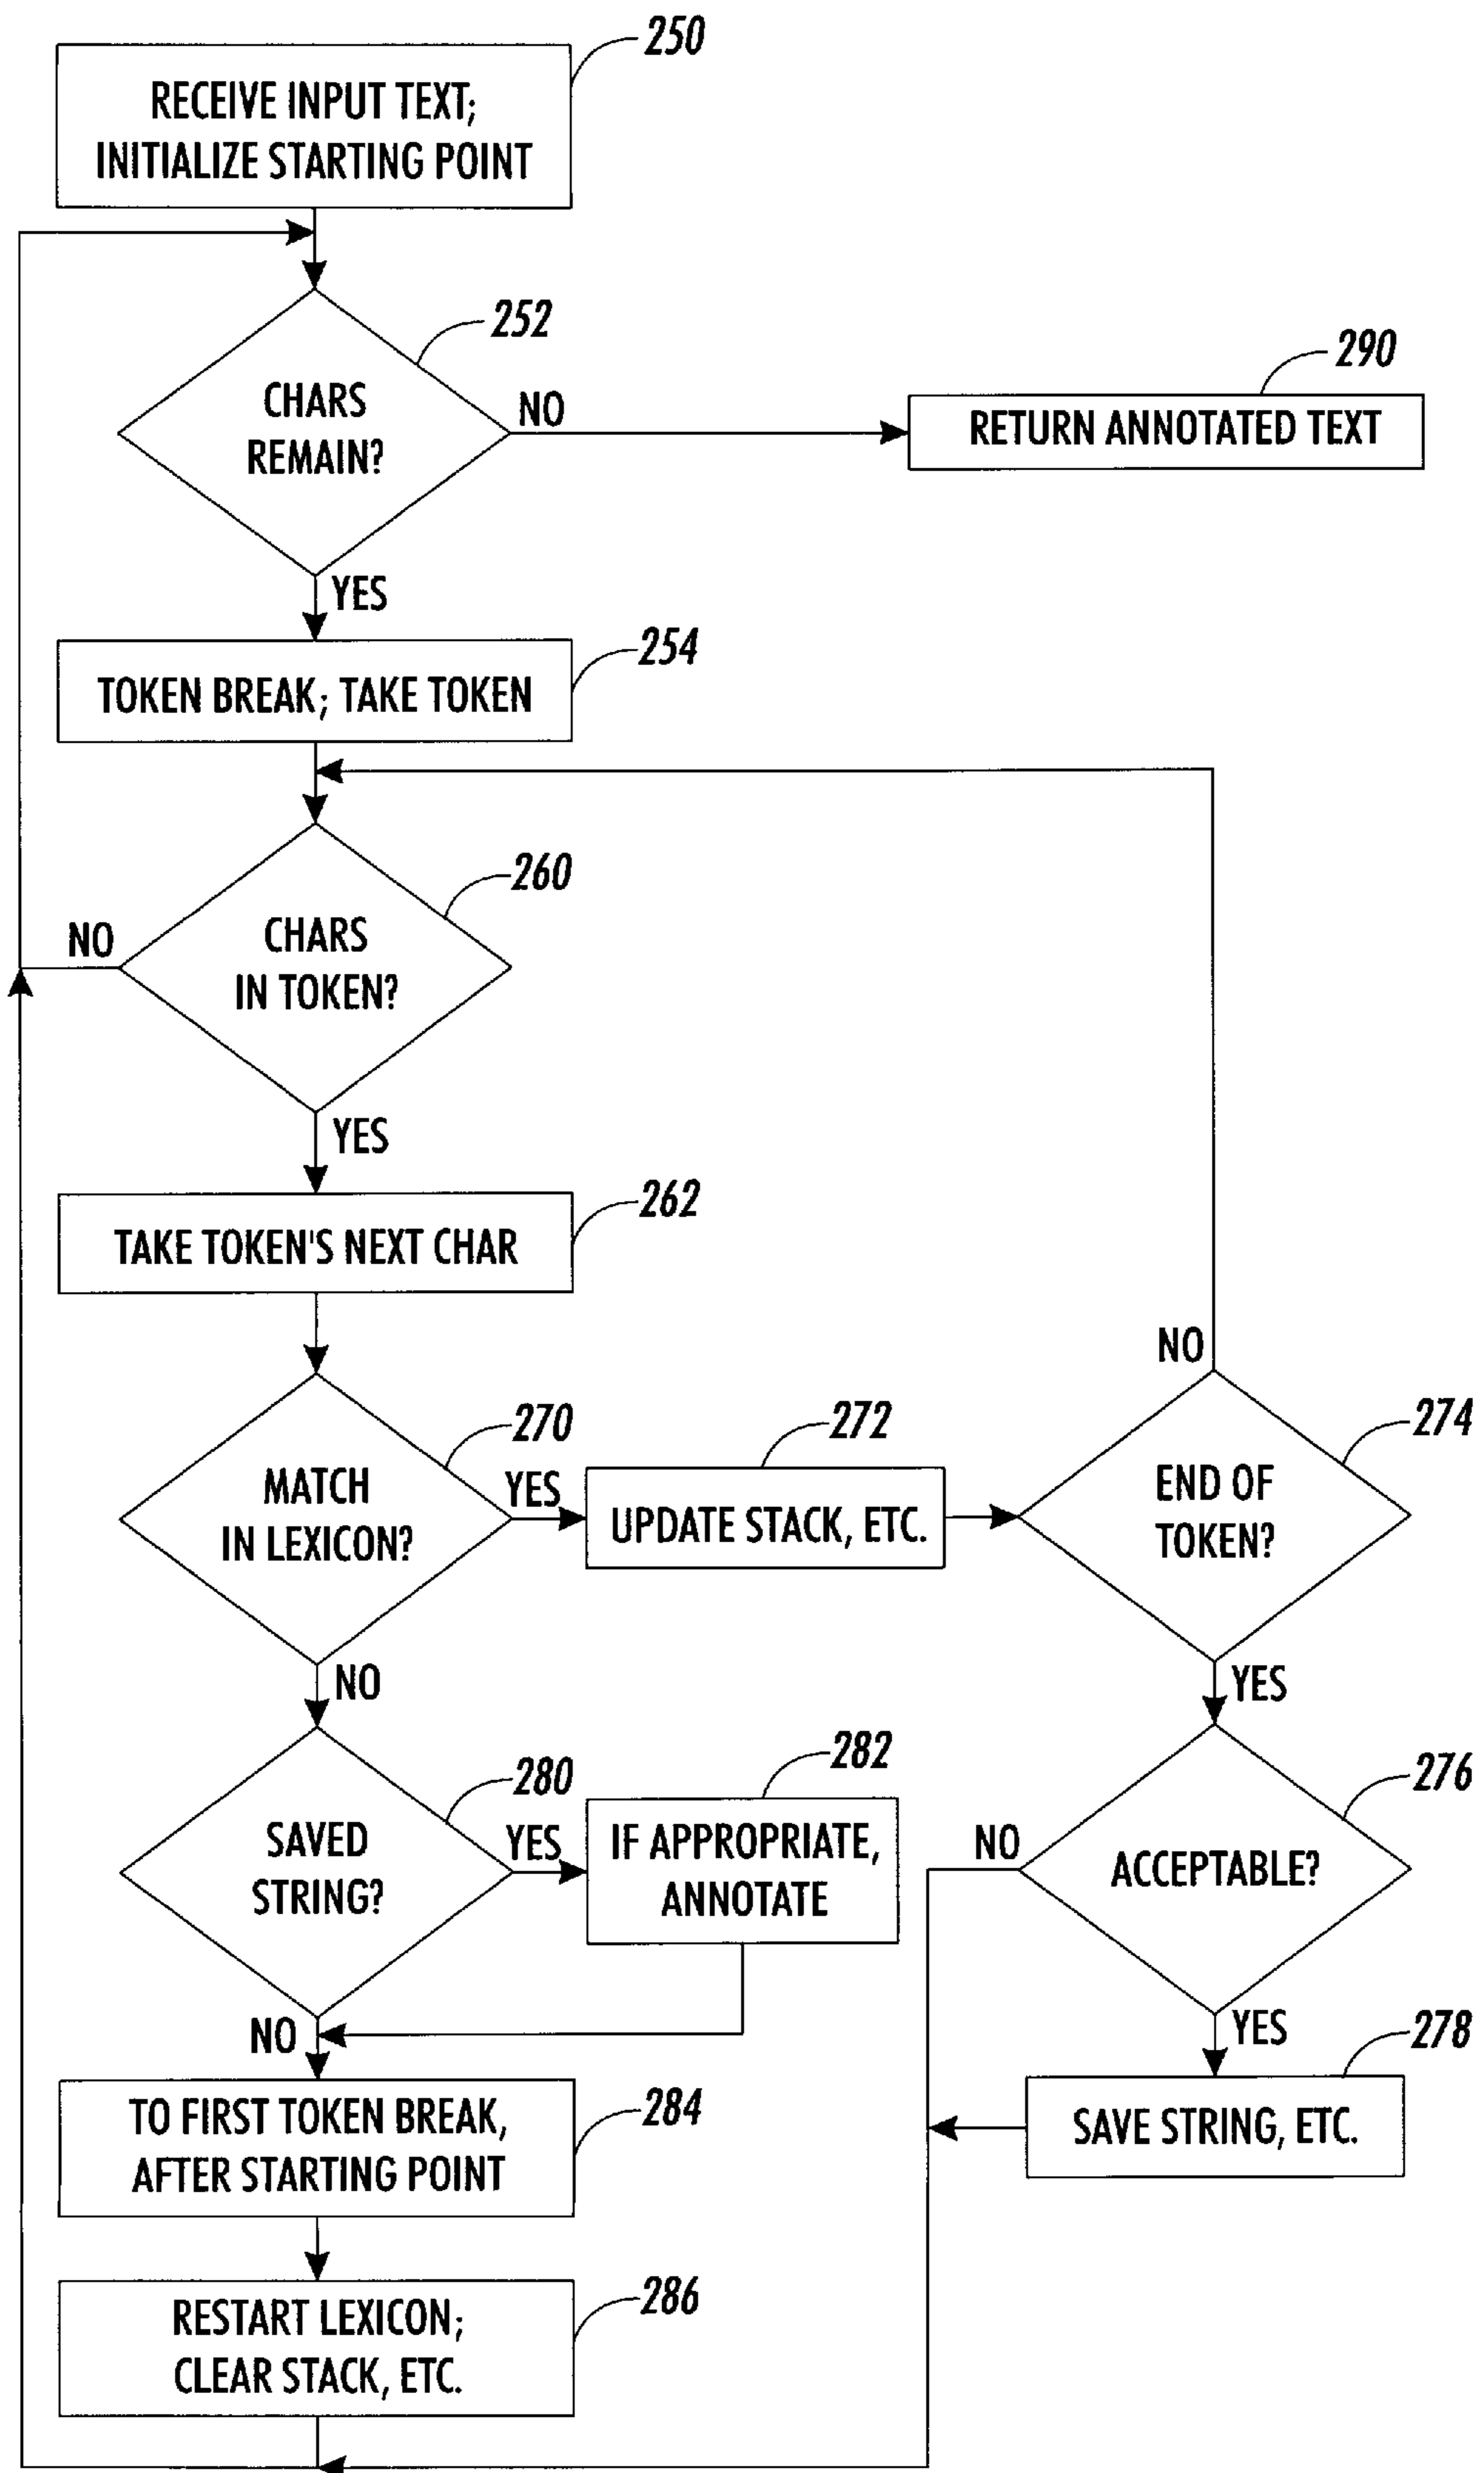 250
RECEIVE INPUT TEXT;
INITIALIZE STARTING POINT
252
CHARS
REMAIN?
NO
290
RETURN ANNOTATED TEXT
YES
254
TOKEN BREAK; TAKE TOKEN
260
CHARS
IN TOKEN?
NO
YES
262
TAKE TOKEN'S NEXT CHAR
270
MATCH
IN LEXICON?
YES
272
UPDATE STACK, ETC.
NO
274
END OF
TOKEN?
NO
YES
280
SAVED
STRING?
YES
282
IF APPROPRIATE,
ANNOTATE
276
ACCEPTABLE?
NO
YES
278
SAVE STRING, ETC.
NO
284
TO FIRST TOKEN BREAK,
AFTER STARTING POINT
286
RESTART LEXICON;
CLEAR STACK, ETC.